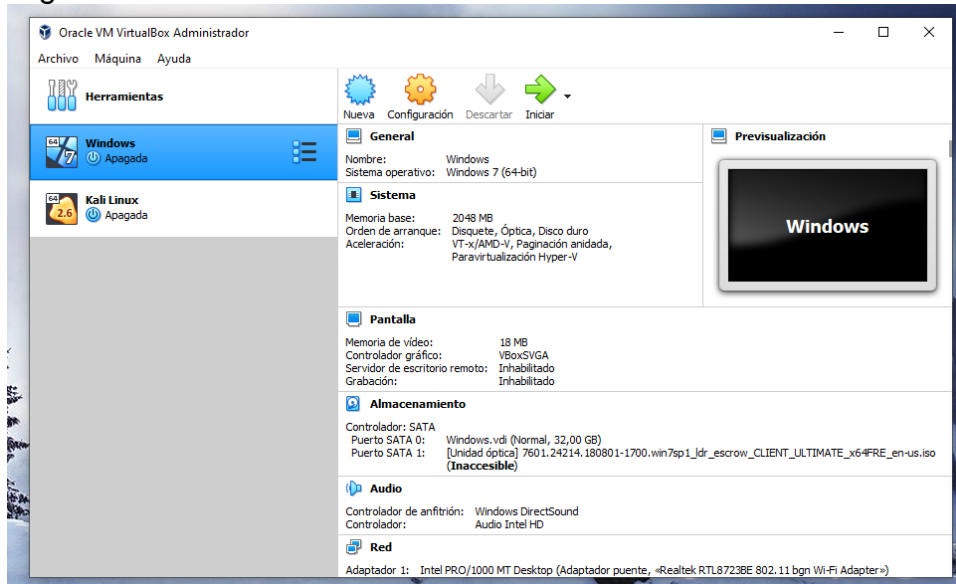 Oracle VM VirtualBox Administrador
Archivo Máquina Ayuda
Herramientas
Nueva Configuración Descartar Iniciar
64
7
Windows
Apagada
64
2.6
Kali Linux
Apagada
General
Nombre: Windows
Sistema operativo: Windows 7 (64-bit)
Sistema
Memoria base: 2048 MB
Orden de arranque: Disquete, Óptica, Disco duro
Aceleración: VT-x/AMD-V, Paginación anidada,
Paravirtualización Hyper-V
Previsualización
Windows
Pantalla
Memoria de vídeo: 18 MB
Controlador gráfico: VBoxSVGA
Servidor de escritorio remoto: Inhabilitado
Grabación: Inhabilitado
Almacenamiento
Controlador: SATA
Puerto SATA 0: Windows.vdi (Normal, 32,00 GB)
Puerto SATA 1: [Unidad óptica] 7601.24214.180801-1700.win7sp1_ldr_escrow_CLIENT_ULTIMATE_x64FRE_en-us.iso
(Inaccesible)
Audio
Controlador de anfitrión: Windows DirectSound
Controlador: Audio Intel HD
Red
Adaptador 1: Intel PRO/1000 MT Desktop (Adaptador puente, «Realtek RTL8723BE 802.11 bgn Wi-Fi Adapter»)